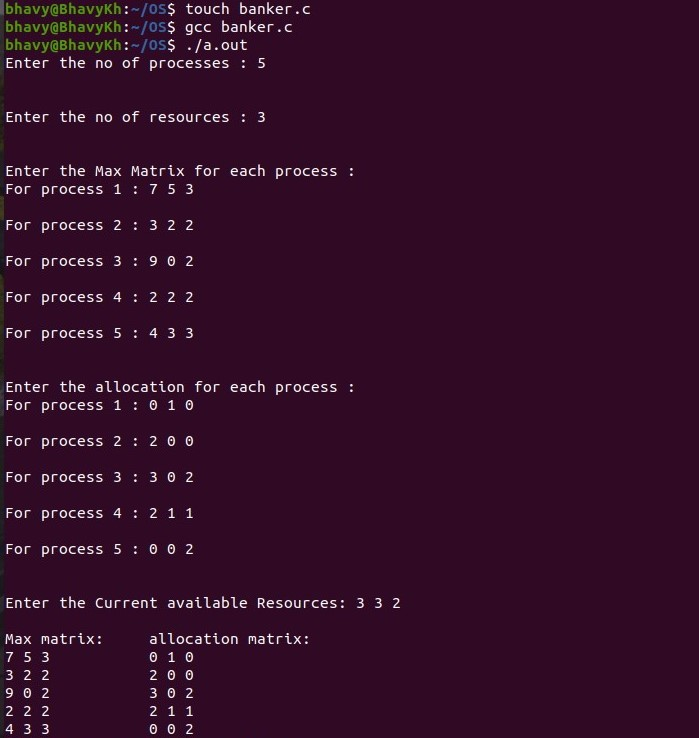 bhavy@BhavyKh:~/OS$ touch banker.c
bhavy@BhavyKh:~/OS$ gcc banker.c
bhavy@BhavyKh:~/OS$ ./a.out
Enter the no of processes : 5
Enter the no of resources : 3
Enter the Max Matrix for each process :
For process 1 : 7 5 3
For process 2 : 3 2 2
For process 3 : 9 0 2
For process 4 : 2 2 2
For process 5 : 4 3 3
Enter the allocation for each process :
For process 1 : 0 1 0
For process 2 : 2 0 0
For process 3 : 3 0 2
For process 4 : 2 1 1
For process 5 : 0 0 2
Enter the Current available Resources: 3 3 2
Max matrix:     allocation matrix:
7 5 3           0 1 0
3 2 2           2 0 0
9 0 2           3 0 2
2 2 2           2 1 1
4 3 3           0 0 2